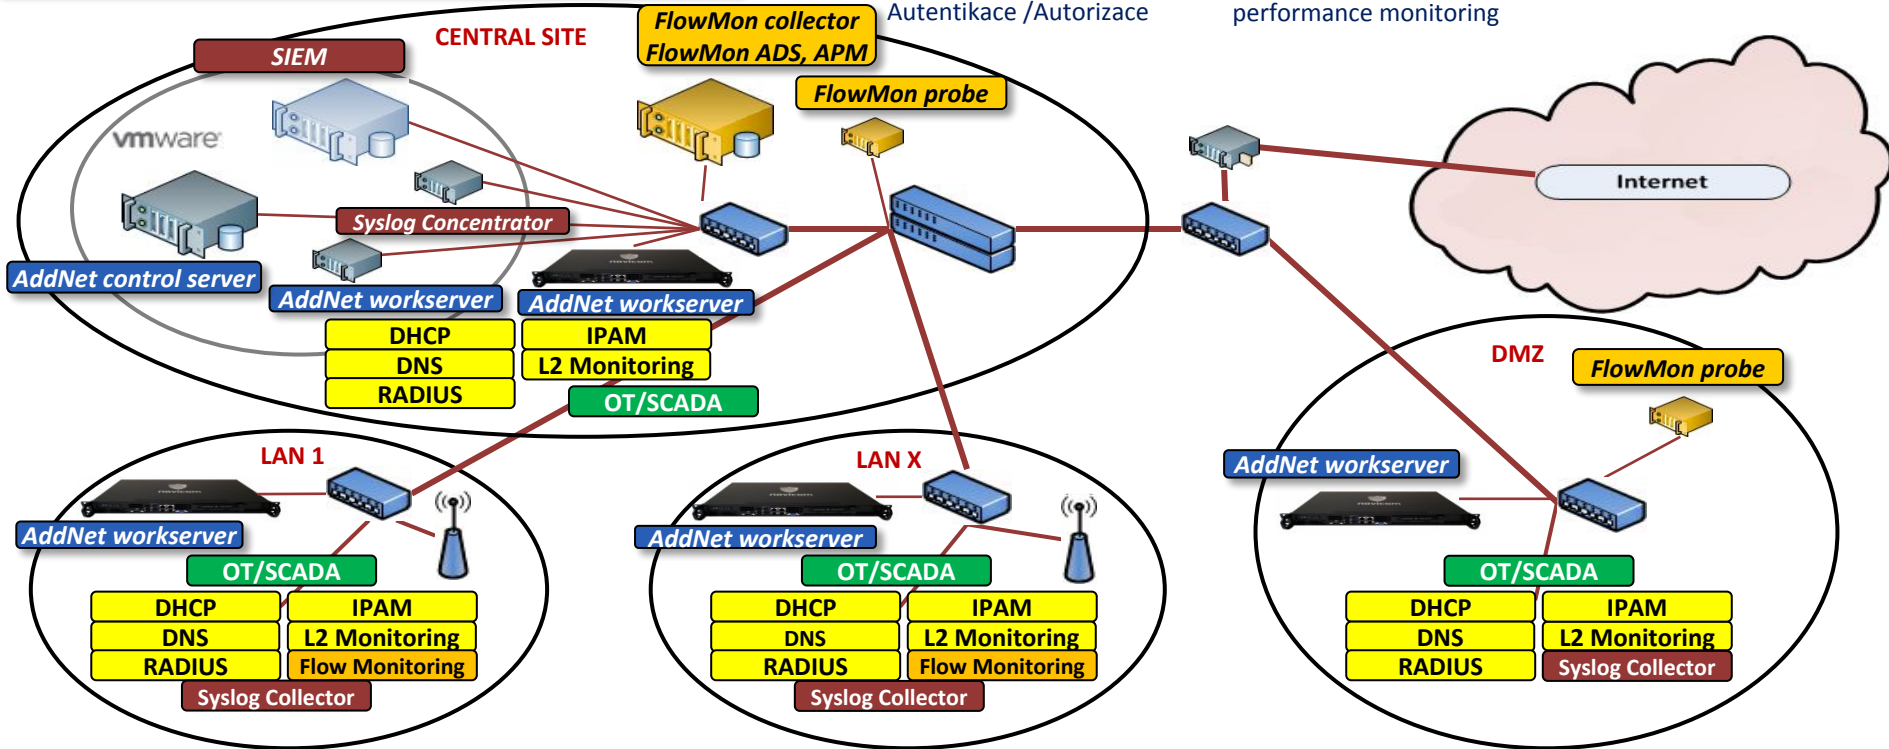 Autentikace /Autorizace
performance monitoring
CENTRAL SITE
FlowMon collector
FlowMon ADS, APM
SIEM
FlowMon probe
vmware
Internet
Syslog Concentrator
AddNet control server
AddNet workserver
AddNet workserver
DHCP
IPAM
DNS
L2 Monitoring
RADIUS
OT/SCADA
LAN 1
novicom
AddNet workserver
OT/SCADA
DHCP
IPAM
DNS
L2 Monitoring
RADIUS
Flow Monitoring
Syslog Collector
LAN X
novicom
AddNet workserver
OT/SCADA
DHCP
IPAM
DNS
L2 Monitoring
RADIUS
Flow Monitoring
Syslog Collector
DMZ
FlowMon probe
AddNet workserver
novicom
OT/SCADA
DHCP
IPAM
DNS
L2 Monitoring
RADIUS
Syslog Collector